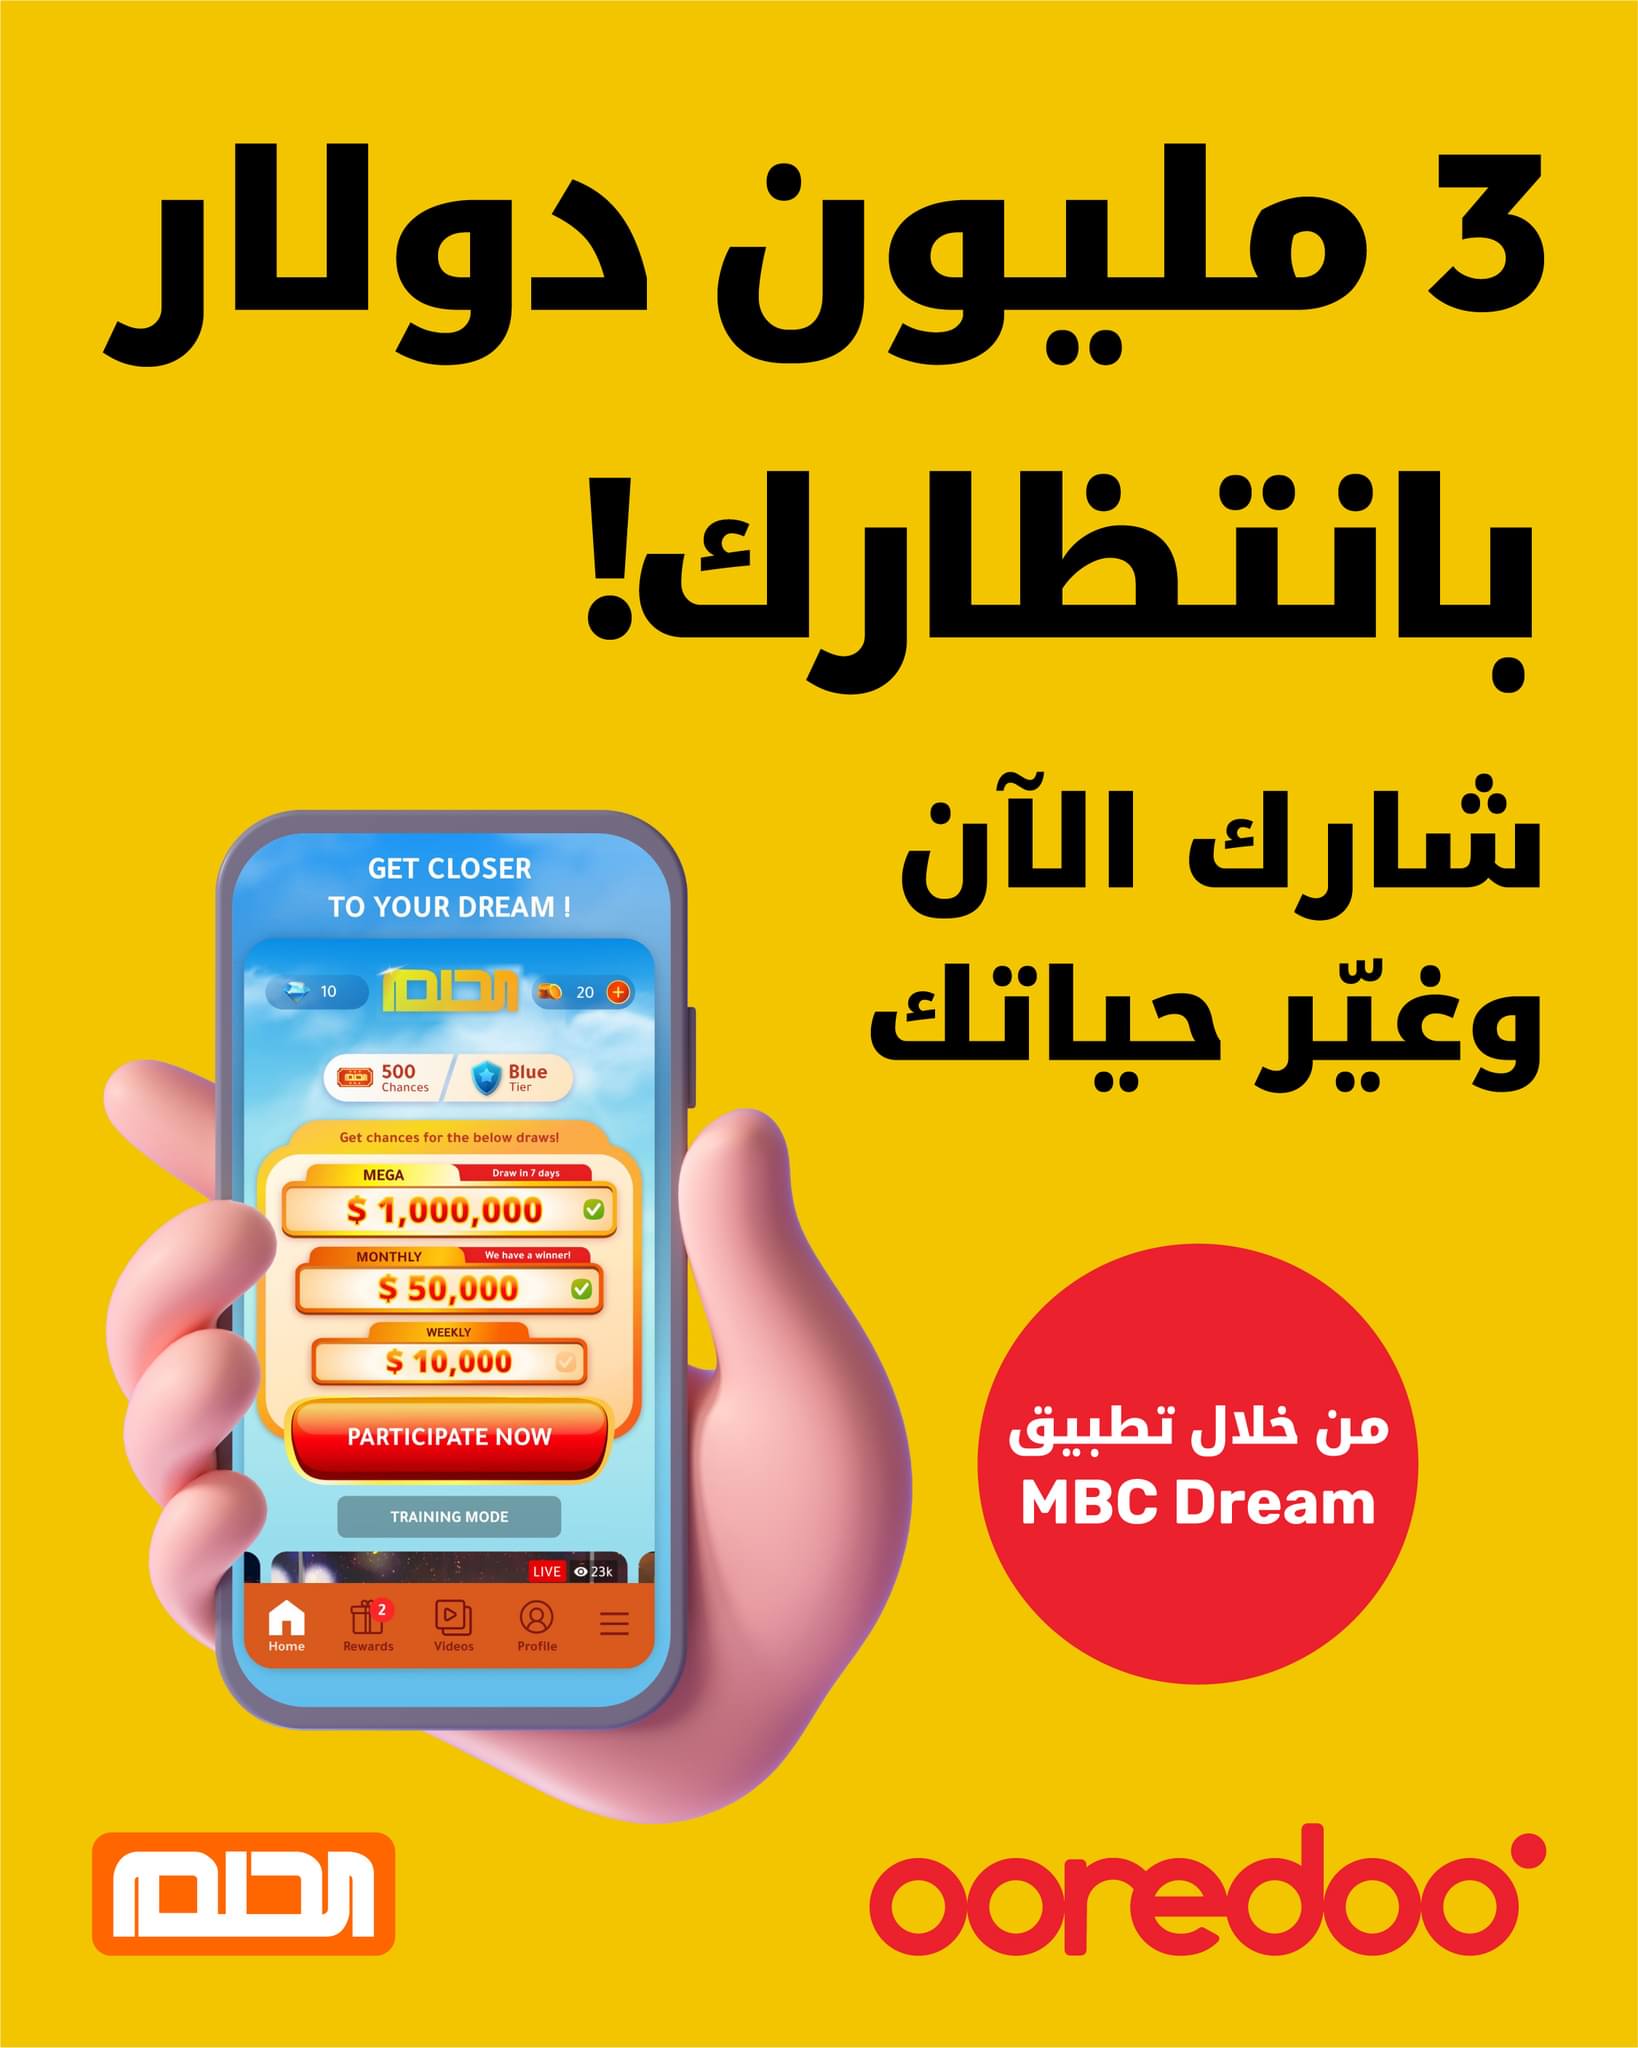 3 مليون دولار
بانتظارك!
شارك الآن
وغيّر حياتك
GET CLOSER
TO YOUR DREAM !
10
الحلم
20
500
Chances
Blue
Tier
Get chances for the below draws!
MEGA
Draw in 7 days
$ 1,000,000
MONTHLY
We have a winner!
$ 50,000
WEEKLY
$ 10,000
PARTICIPATE NOW
TRAINING MODE
LIVE 23k
2
Home Rewards Videos Profile
من خلال تطبيق
MBC Dream
الحلم
ooredoo